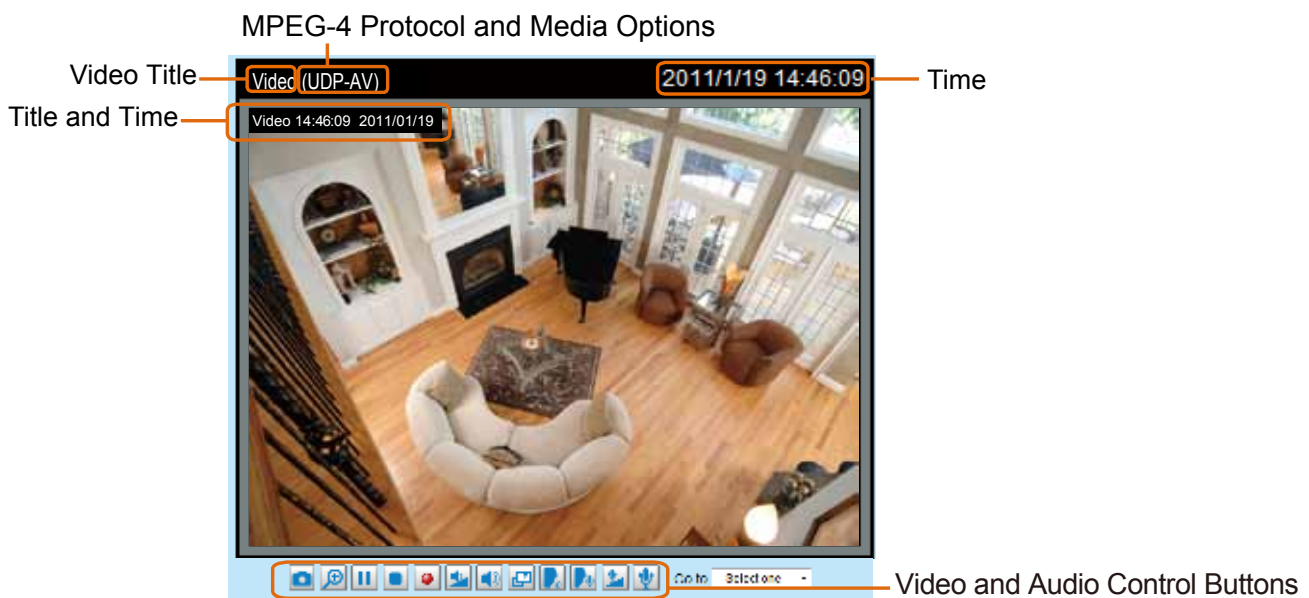 MPEG-4 Protocol and Media Options
Video Title
Video (UDP-AV)
2011/1/19 14:46:09
Time
Title and Time
Video 14:46:09 2011/01/19
Go to
Select one
Video and Audio Control Buttons